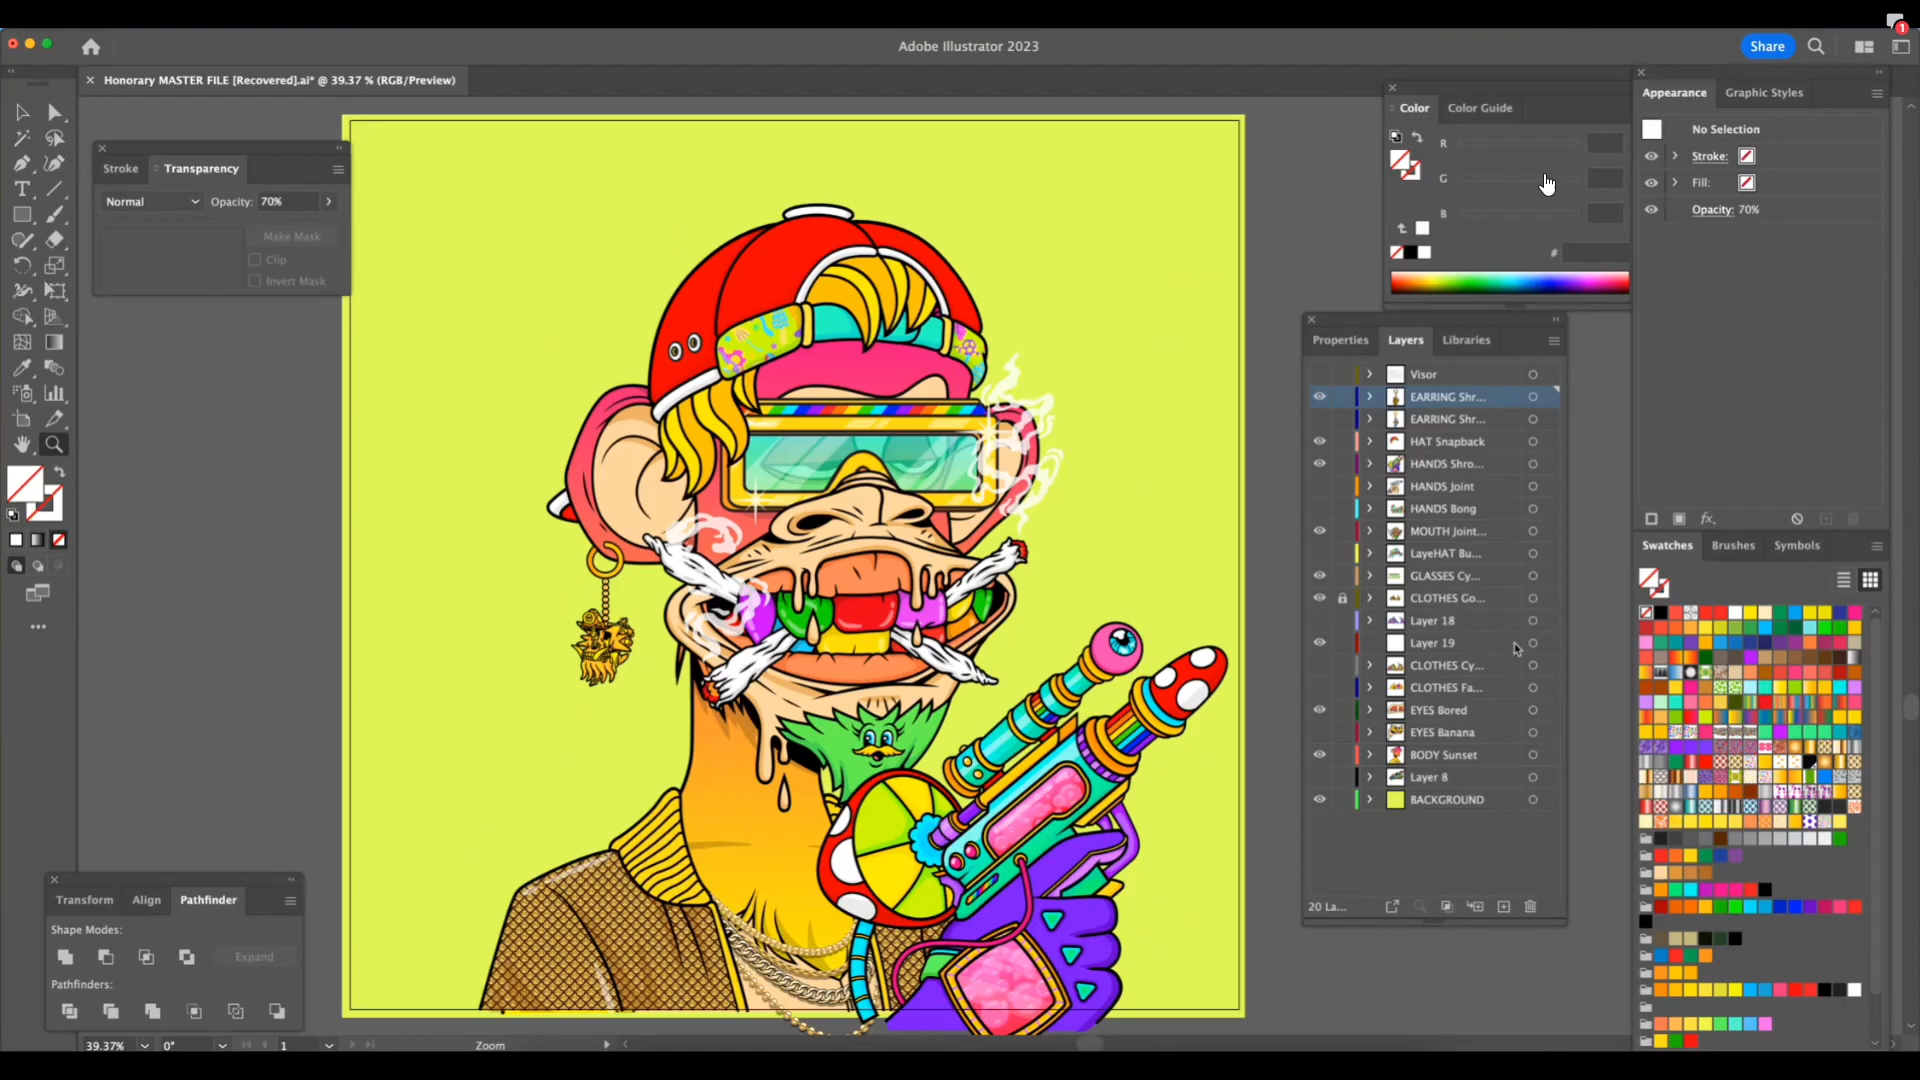 1
Adobe Illustrator 2023
Share
Honorary MASTER FILE [Recovered].ai* @ 39.37 % (RGB/Preview)
Stroke
Transparency
Normal
Opacity: 70%
Make Mask
Clip
Invert Mask
Color
Color Guide
R
G
B
#
Appearance
Graphic Styles
No Selection
Stroke:
Fill:
Opacity: 70%
fx.
Properties
Layers
Libraries
Visor
EARRING Shr...
EARRING Shr...
HAT Snapback
HANDS Shro...
HANDS Joint
HANDS Bong
MOUTH Joint...
LayeHAT Bu...
GLASSES Cy...
CLOTHES Go...
Layer 18
Layer 19
CLOTHES Cy...
CLOTHES Fa...
EYES Bored
EYES Banana
BODY Sunset
Layer 8
BACKGROUND
20 La...
Swatches
Brushes
Symbols
Transform
Align
Pathfinder
Shape Modes:
Expand
Pathfinders:
39.37%
0°
1
Zoom